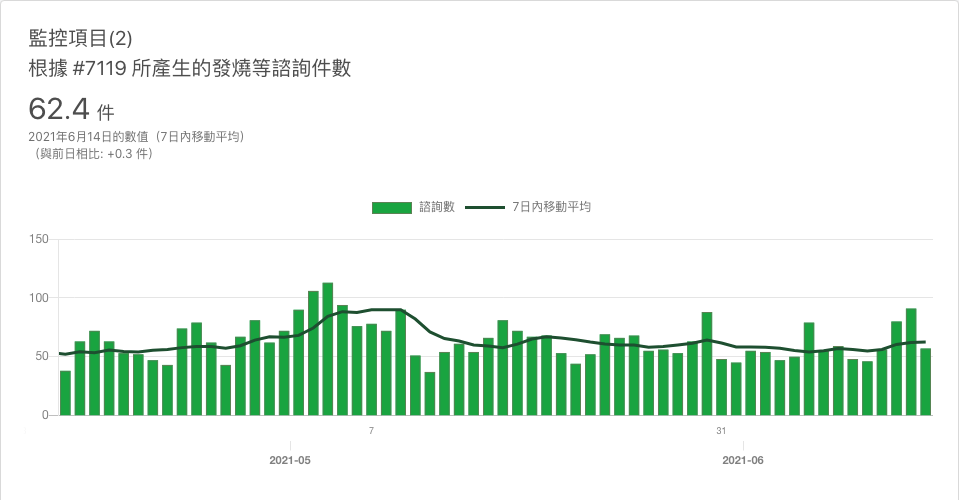 監控項目(2)
根據 #7119 所產生的發燒等諮詢件數
62.4 件
2021年6月14日的數值（7日內移動平均）
（與前日相比: +0.3 件）
諮詢數 7日內移動平均
150
100
50
0
7 31
2021-05 2021-06